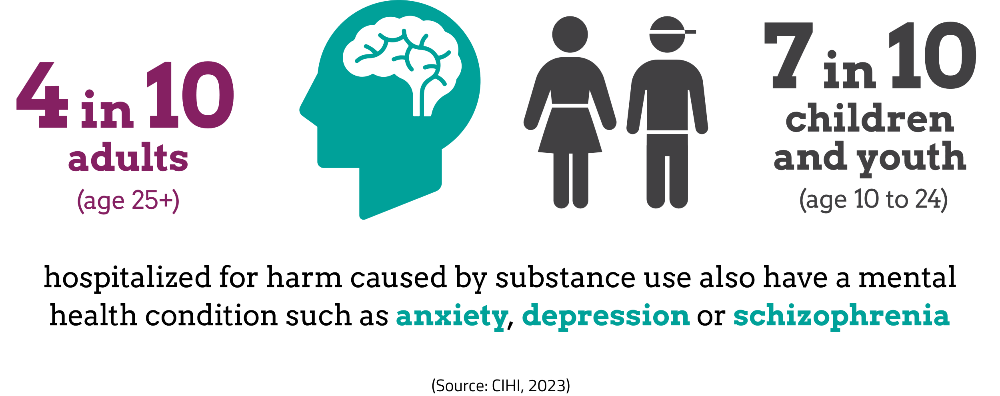 4 in 10
adults
(age 25+)
7 in 10
children
and youth
(age 10 to 24)
hospitalized for harm caused by substance use also have a mental
health condition such as anxiety, depression or schizophrenia
(Source: CIHI, 2023)